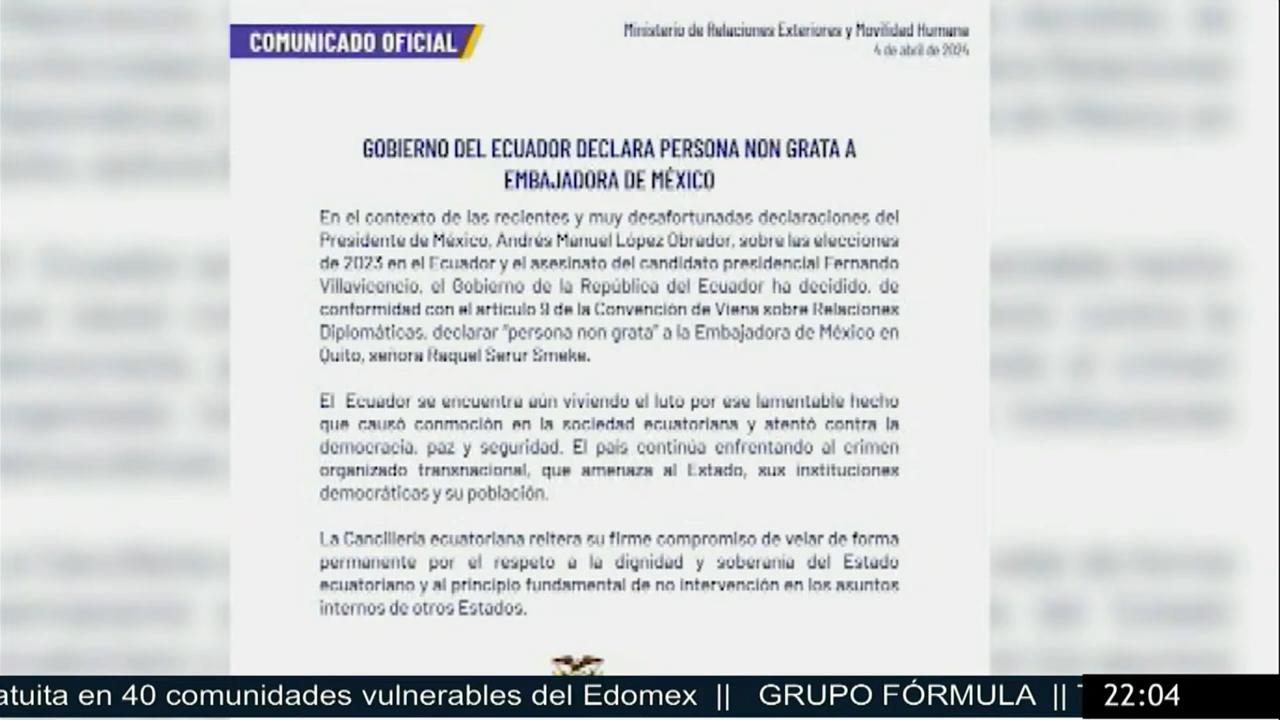 COMUNICADO OFICIAL
Ministerio de Relaciones Exteriores y Movilidad Humana
4 de abril de 2024
GOBIERNO DEL ECUADOR DECLARA PERSONA NON GRATA A
EMBAJADORA DE MÉXICO
En el contexto de las recientes y muy desafortunadas declaraciones del
Presidente de México, Andrés Manuel López Obrador, sobre las elecciones
de 2023 en el Ecuador y el asesinato del candidato presidencial Fernando
Villavicencio, el Gobierno de la República del Ecuador ha decidido, de
conformidad con el artículo 9 de la Convención de Viena sobre Relaciones
Diplomáticas, declarar "persona non grata" a la Embajadora de México en
Quito, señora Raquel Serur Smeke.
El Ecuador se encuentra aún viviendo el luto por ese lamentable hecho
que causó conmoción en la sociedad ecuatoriana y atentó contra la
democracia, paz y seguridad. El país continúa enfrentando al crimen
organizado transnacional, que amenaza al Estado, sus instituciones
democráticas y su población.
La Cancillería ecuatoriana reitera su firme compromiso de velar de forma
permanente por el respeto a la dignidad y soberanía del Estado
ecuatoriano y al principio fundamental de no intervención en los asuntos
internos de otros Estados.
atuita en 40 comunidades vulnerables del Edomex || GRUPO FÓRMULA ||
22:04